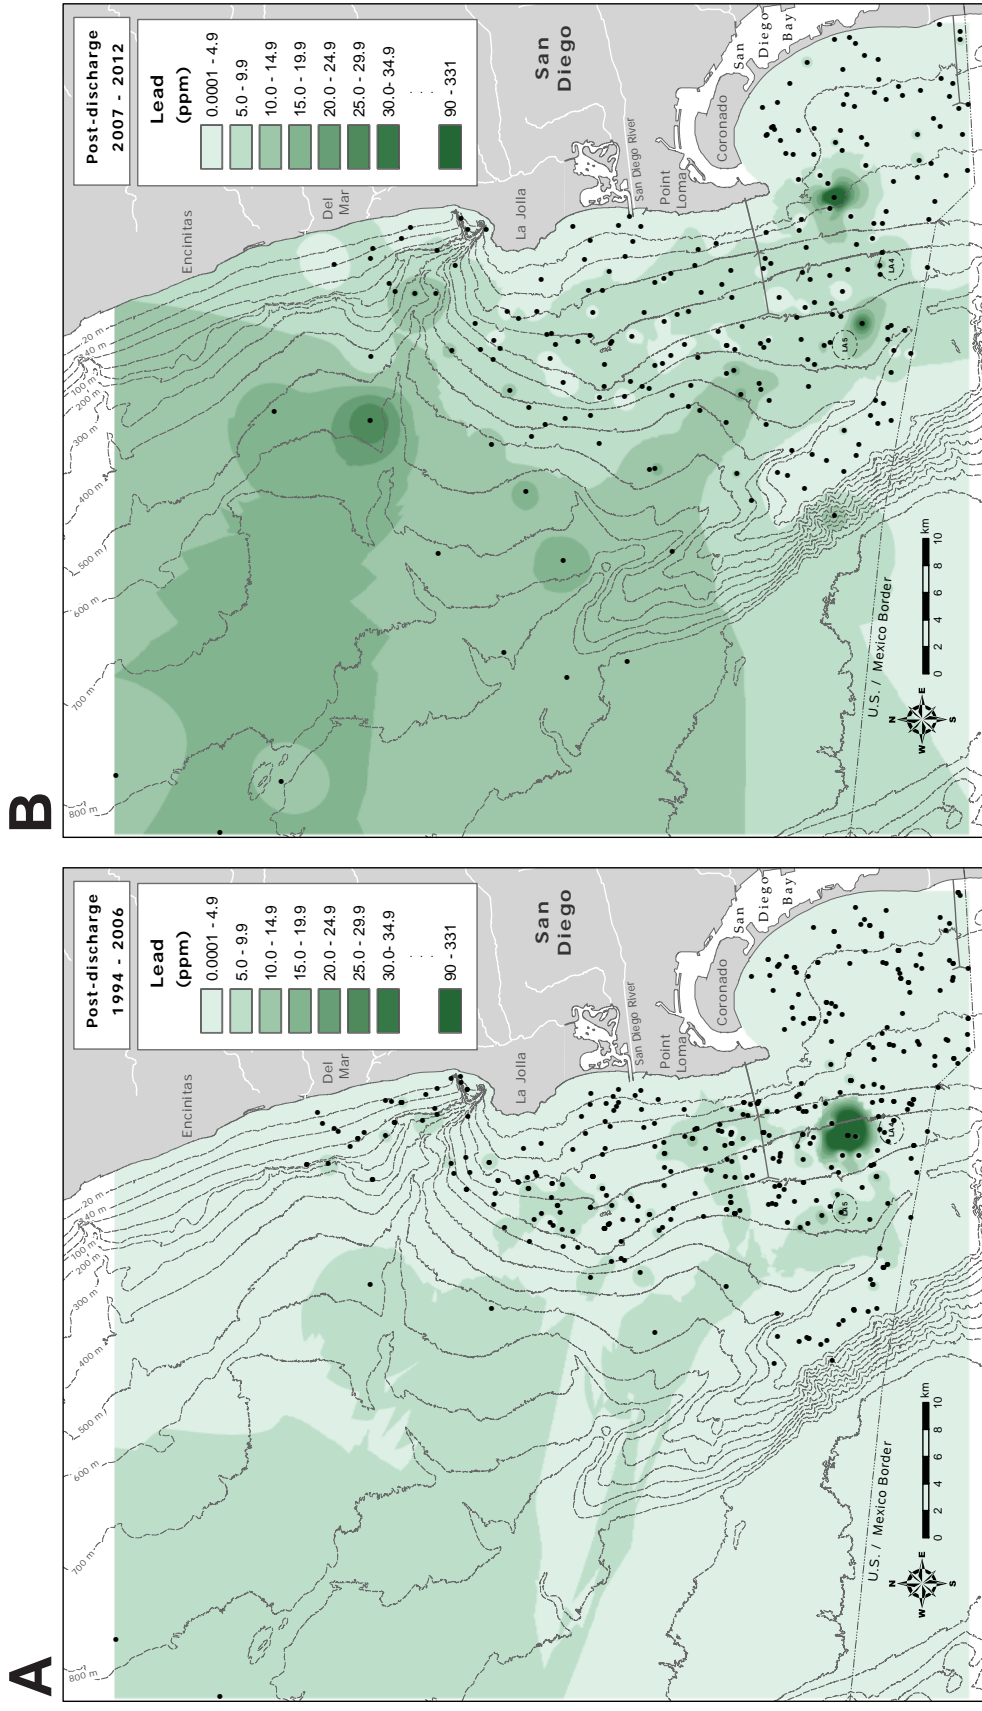 A
Post-discharge
1994 - 2006
Lead
(ppm)
0.0001 - 4.9
5.0 - 9.9
10.0 - 14.9
15.0 - 19.9
20.0 - 24.9
25.0 - 29.9
30.0- 34.9
90 - 331
Encinitas
Del
Mar
La Jolla
San
Diego
San Diego River
Point
Loma
Coronado
San
Diego
Bay
20 m
40 m
100 m
200 m
300 m
400 m
500 m
600 m
700 m
800 m
LA5
LA4
U.S. / Mexico Border
N
W
E
S
0 2 4 6 8 10
km
B
Post-discharge
2007 - 2012
Lead
(ppm)
0.0001 - 4.9
5.0 - 9.9
10.0 - 14.9
15.0 - 19.9
20.0 - 24.9
25.0 - 29.9
30.0- 34.9
90 - 331
Encinitas
Del
Mar
La Jolla
San
Diego
San Diego River
Point
Loma
Coronado
San
Diego
Bay
20 m
40 m
100 m
200 m
300 m
400 m
500 m
600 m
700 m
800 m
LA5
LA4
U.S. / Mexico Border
N
W
E
S
0 2 4 6 8 10
km